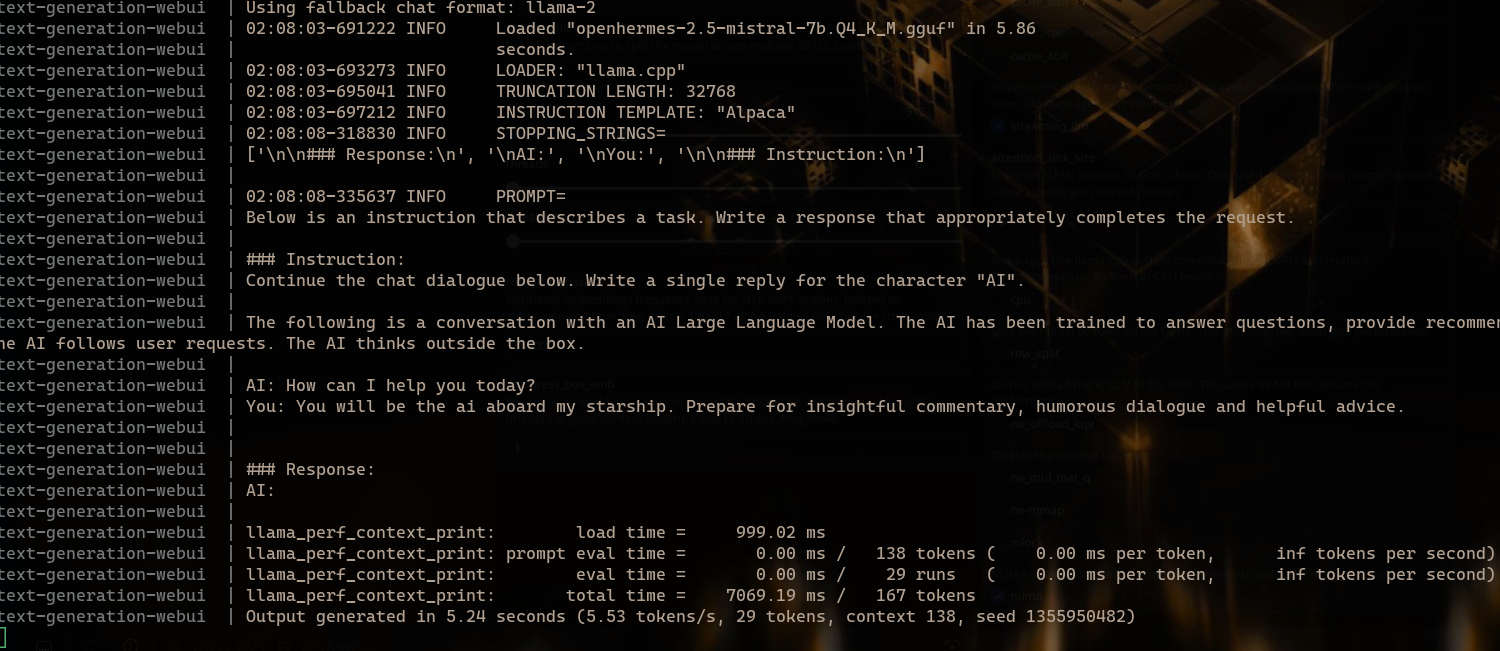 text-generation-webui  | Using fallback chat format: llama-2
text-generation-webui  | 02:08:03-691222 INFO     Loaded "openhermes-2.5-mistral-7b.Q4_K_M.gguf" in 5.86
text-generation-webui  |                          seconds.
text-generation-webui  | 02:08:03-693273 INFO     LOADER: "llama.cpp"
text-generation-webui  | 02:08:03-695041 INFO     TRUNCATION LENGTH: 32768
text-generation-webui  | 02:08:03-697212 INFO     INSTRUCTION TEMPLATE: "Alpaca"
text-generation-webui  | 02:08:08-318830 INFO     STOPPING_STRINGS=
text-generation-webui  | ['\n\n### Response:\n', '\nAI:', '\nYou:', '\n\n### Instruction:\n']
text-generation-webui  |
text-generation-webui  | 02:08:08-335637 INFO     PROMPT=
text-generation-webui  | Below is an instruction that describes a task. Write a response that appropriately completes the request.
text-generation-webui  |
text-generation-webui  | ### Instruction:
text-generation-webui  | Continue the chat dialogue below. Write a single reply for the character "AI".
text-generation-webui  |
text-generation-webui  | The following is a conversation with an AI Large Language Model. The AI has been trained to answer questions, provide recommen
he AI follows user requests. The AI thinks outside the box.
text-generation-webui  |
text-generation-webui  | AI: How can I help you today?
text-generation-webui  | You: You will be the ai aboard my starship. Prepare for insightful commentary, humorous dialogue and helpful advice.
text-generation-webui  |
text-generation-webui  |
text-generation-webui  | ### Response:
text-generation-webui  | AI:
text-generation-webui  |
text-generation-webui  | llama_perf_context_print:        load time =     999.02 ms
text-generation-webui  | llama_perf_context_print: prompt eval time =       0.00 ms /   138 tokens (    0.00 ms per token,      inf tokens per second)
text-generation-webui  | llama_perf_context_print:        eval time =       0.00 ms /    29 runs   (    0.00 ms per token,      inf tokens per second)
text-generation-webui  | llama_perf_context_print:       total time =    7069.19 ms /   167 tokens
text-generation-webui  | Output generated in 5.24 seconds (5.53 tokens/s, 29 tokens, context 138, seed 1355950482)
cache_4bit
streaming_llm
attention_sink_size
cpu
row_split
no_offload_kqv
no_mul_mat_q
no-mmap
mlock
numa